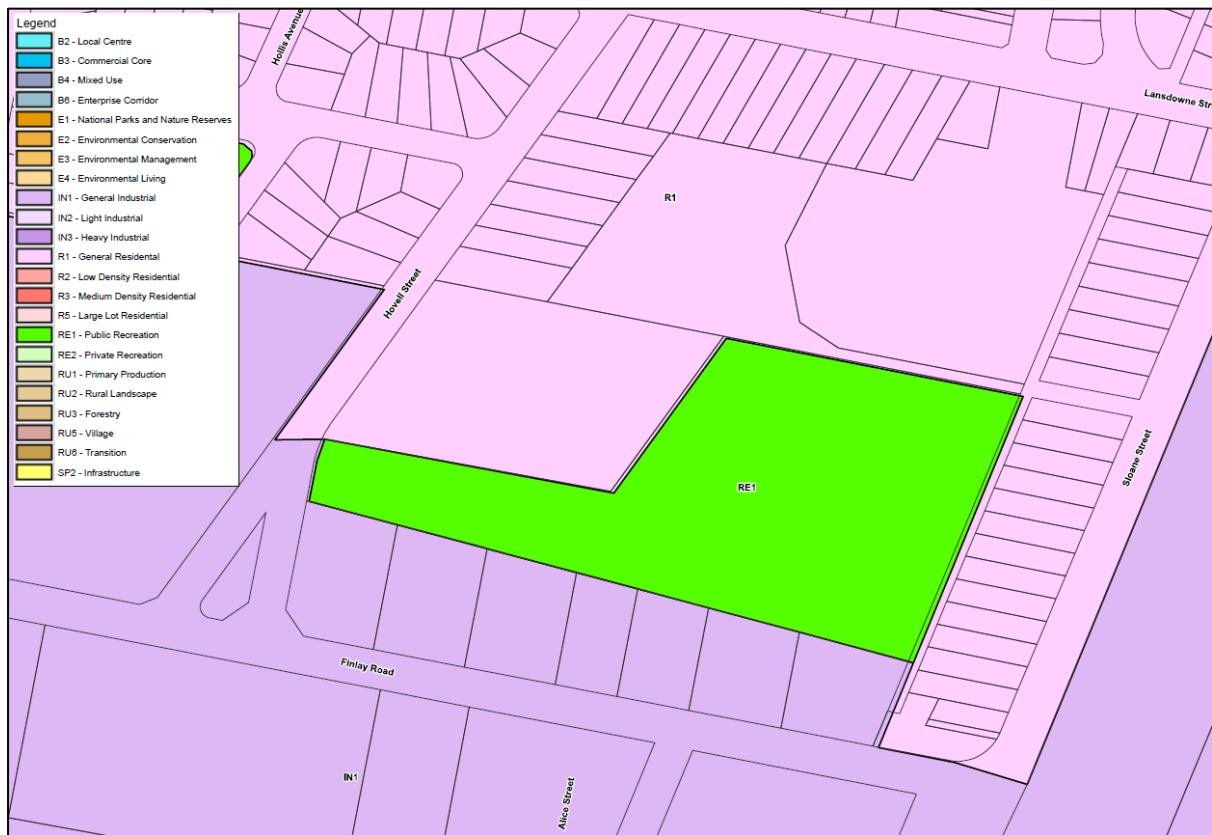 Legend
B2 - Local Centre
B3 - Commercial Core
B4 - Mixed Use
B6 - Enterprise Corridor
E1 - National Parks and Nature Reserves
E2 - Environmental Conservation
E3 - Environmental Management
E4 - Environmental Living
IN1 - General Industrial
IN2 - Light Industrial
IN3 - Heavy Industrial
R1 - General Residental
R2 - Low Density Residential
R3 - Medium Density Residential
R5 - Large Lot Residential
RE1 - Public Recreation
RE2 - Private Recreation
RU1 - Primary Production
RU2 - Rural Landscape
RU3 - Forestry
RU5 - Village
RU6 - Transition
SP2 - Infrastructure
Hollis Avenue
Lansdowne Str
R1
Hovell Street
Sloane Street
RE1
Finlay Road
IN1
Alice Street